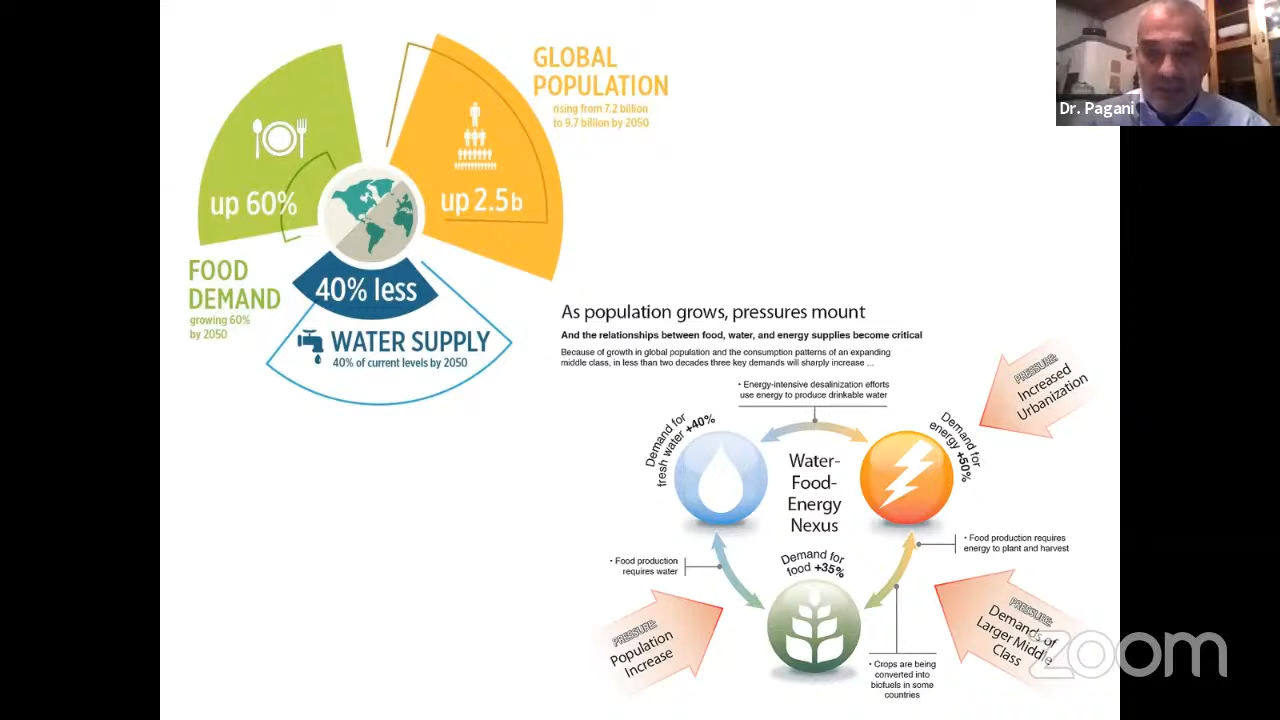 GLOBAL
POPULATION
rising from 7.2 billion
to 9.7 billion by 2050
up 60%
up 2.5b
FOOD
DEMAND
growing 60%
by 2050
40% less
WATER SUPPLY
40% of current levels by 2050
Dr. Pagani
As population grows, pressures mount
And the relationships between food, water, and energy supplies become critical
Because of growth in global population and the consumption patterns of an expanding
middle class, in less than two decades three key demands will sharply increase ...
• Energy-intensive desalinization efforts
use energy to produce drinkable water
PRESSURE:
Increased
Urbanization
Demand for
fresh water +40%
Demand for
energy +50%
Water-
Food-
Energy
Nexus
• Food production
requires water
Demand for
food +35%
• Food production requires
energy to plant and harvest
PRESSURE:
Population
Increase
PRESSURE:
Demands of
Larger Middle
Class
• Crops are being
converted into
biofuels in some
countries
zoom